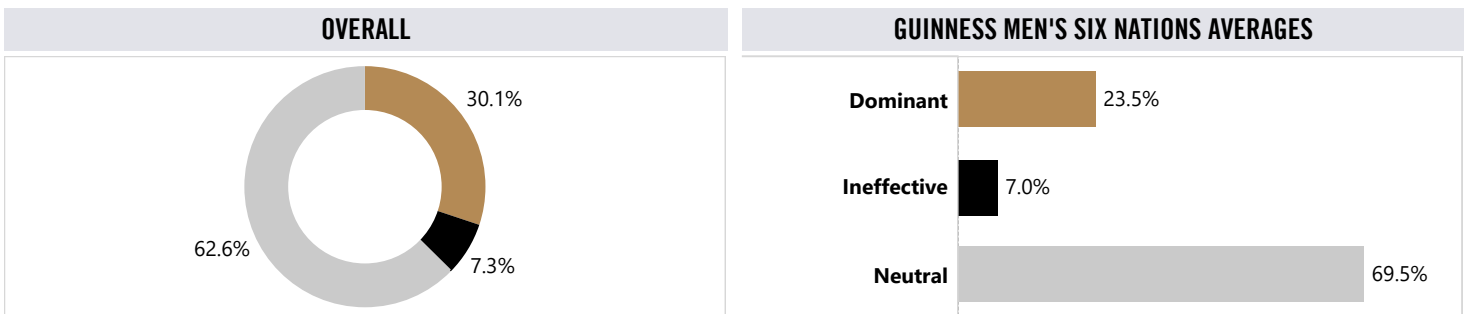 OVERALL
30.1%
7.3%
62.6%
GUINNESS MEN'S SIX NATIONS AVERAGES
Dominant 23.5%
Ineffective 7.0%
Neutral 69.5%